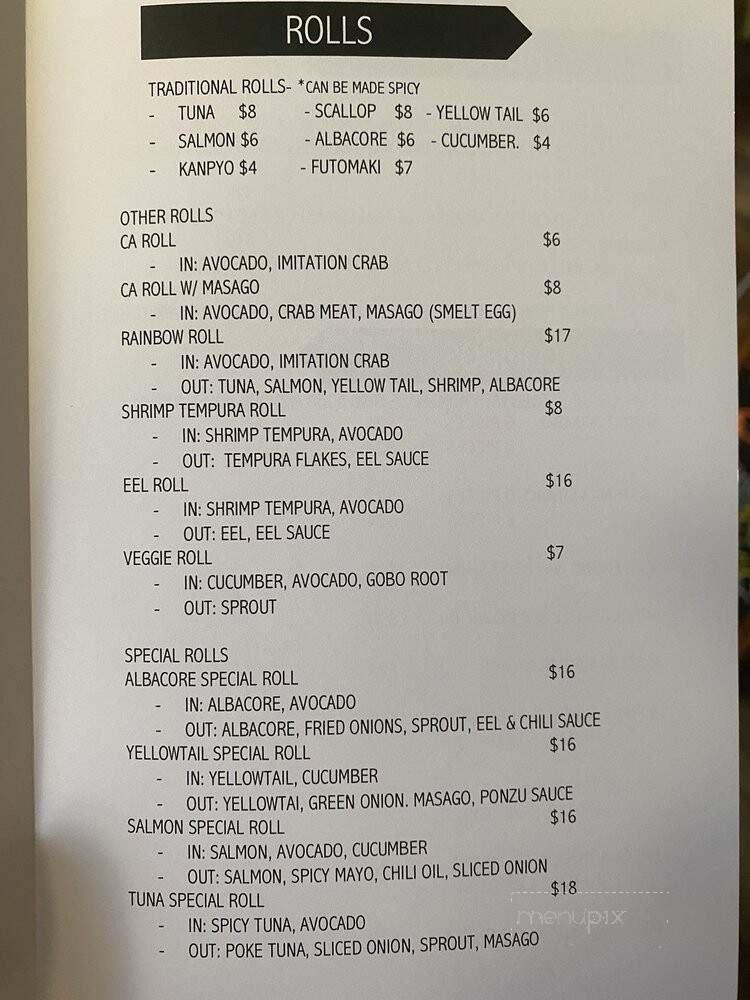 ROLLS
TRADITIONAL ROLLS- *CAN BE MADE SPICY
- TUNA $8 - SCALLOP $8 - YELLOW TAIL $6
- SALMON $6 - ALBACORE $6 - CUCUMBER. $4
- KANPYO $4 - FUTOMAKI $7
OTHER ROLLS
CA ROLL $6
- IN: AVOCADO, IMITATION CRAB
CA ROLL W/ MASAGO $8
- IN: AVOCADO, CRAB MEAT, MASAGO (SMELT EGG)
RAINBOW ROLL $17
- IN: AVOCADO, IMITATION CRAB
- OUT: TUNA, SALMON, YELLOW TAIL, SHRIMP, ALBACORE
SHRIMP TEMPURA ROLL $8
- IN: SHRIMP TEMPURA, AVOCADO
- OUT: TEMPURA FLAKES, EEL SAUCE
EEL ROLL $16
- IN: SHRIMP TEMPURA, AVOCADO
- OUT: EEL, EEL SAUCE
VEGGIE ROLL $7
- IN: CUCUMBER, AVOCADO, GOBO ROOT
- OUT: SPROUT
SPECIAL ROLLS
ALBACORE SPECIAL ROLL $16
- IN: ALBACORE, AVOCADO
- OUT: ALBACORE, FRIED ONIONS, SPROUT, EEL & CHILI SAUCE
YELLOWTAIL SPECIAL ROLL $16
- IN: YELLOWTAIL, CUCUMBER
- OUT: YELLOWTAI, GREEN ONION. MASAGO, PONZU SAUCE
SALMON SPECIAL ROLL $16
- IN: SALMON, AVOCADO, CUCUMBER
- OUT: SALMON, SPICY MAYO, CHILI OIL, SLICED ONION
TUNA SPECIAL ROLL $18
- IN: SPICY TUNA, AVOCADO
- OUT: POKE TUNA, SLICED ONION, SPROUT, MASAGO
menupix